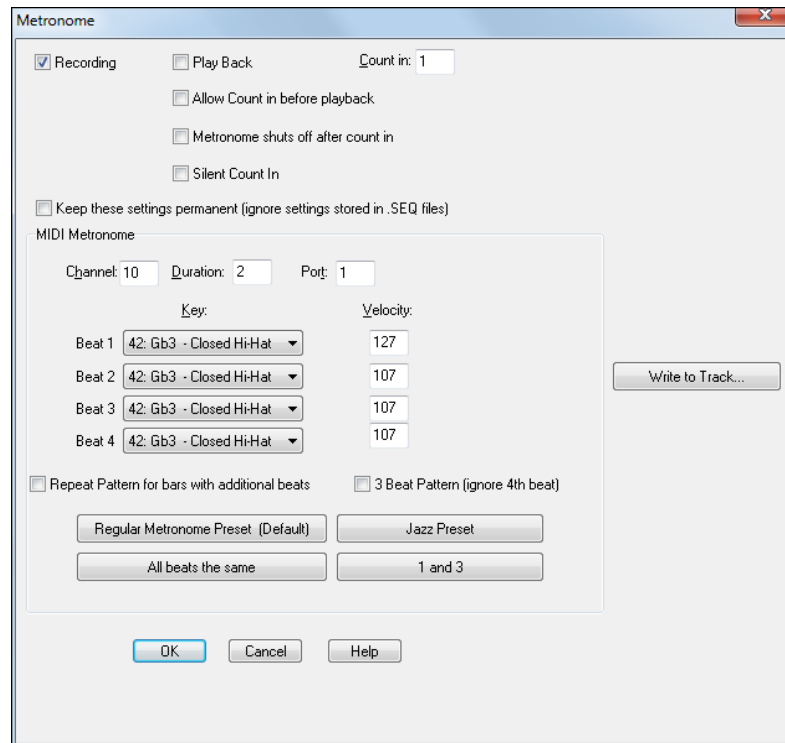 Metronome
Recording Play Back Count in: 1
Allow Count in before playback
Metronome shuts off after count in
Silent Count In
Keep these settings permanent (ignore settings stored in .SEQ files)
MIDI Metronome
Channel: 10 Duration: 2 Port: 1
Key: Velocity:
Beat 1 42: Gb3 - Closed Hi-Hat 127
Beat 2 42: Gb3 - Closed Hi-Hat 107
Write to Track...
Beat 3 42: Gb3 - Closed Hi-Hat 107
Beat 4 42: Gb3 - Closed Hi-Hat 107
Repeat Pattern for bars with additional beats 3 Beat Pattern (ignore 4th beat)
Regular Metronome Preset (Default) Jazz Preset
All beats the same 1 and 3
OK Cancel Help